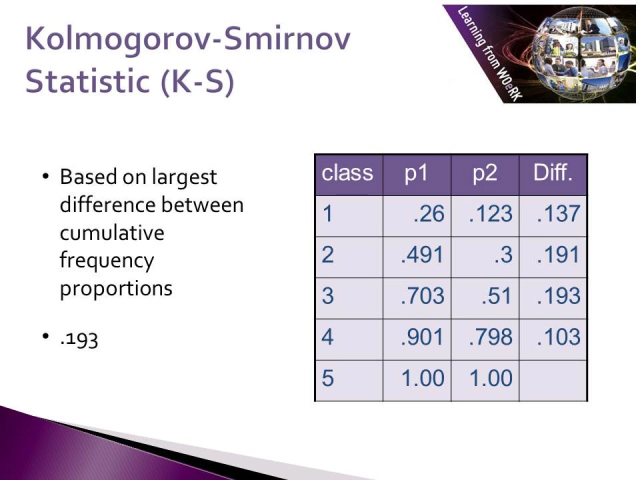 Kolmogorov-Smirnov
Statistic (K-S)
Learning from WOeRK
• Based on largest
difference between
cumulative
frequency
proportions
• .193
class p1 p2 Diff.
1 .26 .123 .137
2 .491 .3 .191
3 .703 .51 .193
4 .901 .798 .103
5 1.00 1.00